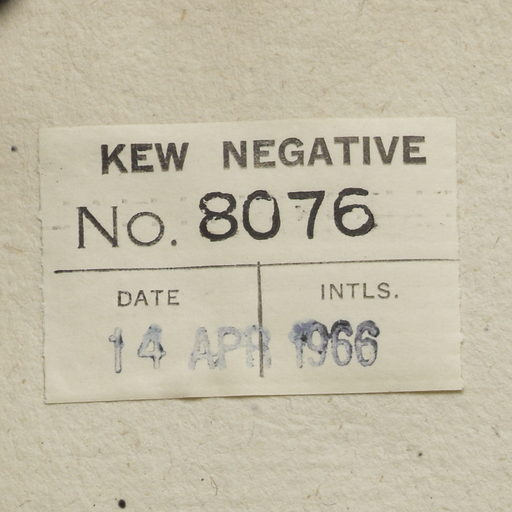 KEW NEGATIVE
No. 8076
DATE INTLS.
14 APR 1966